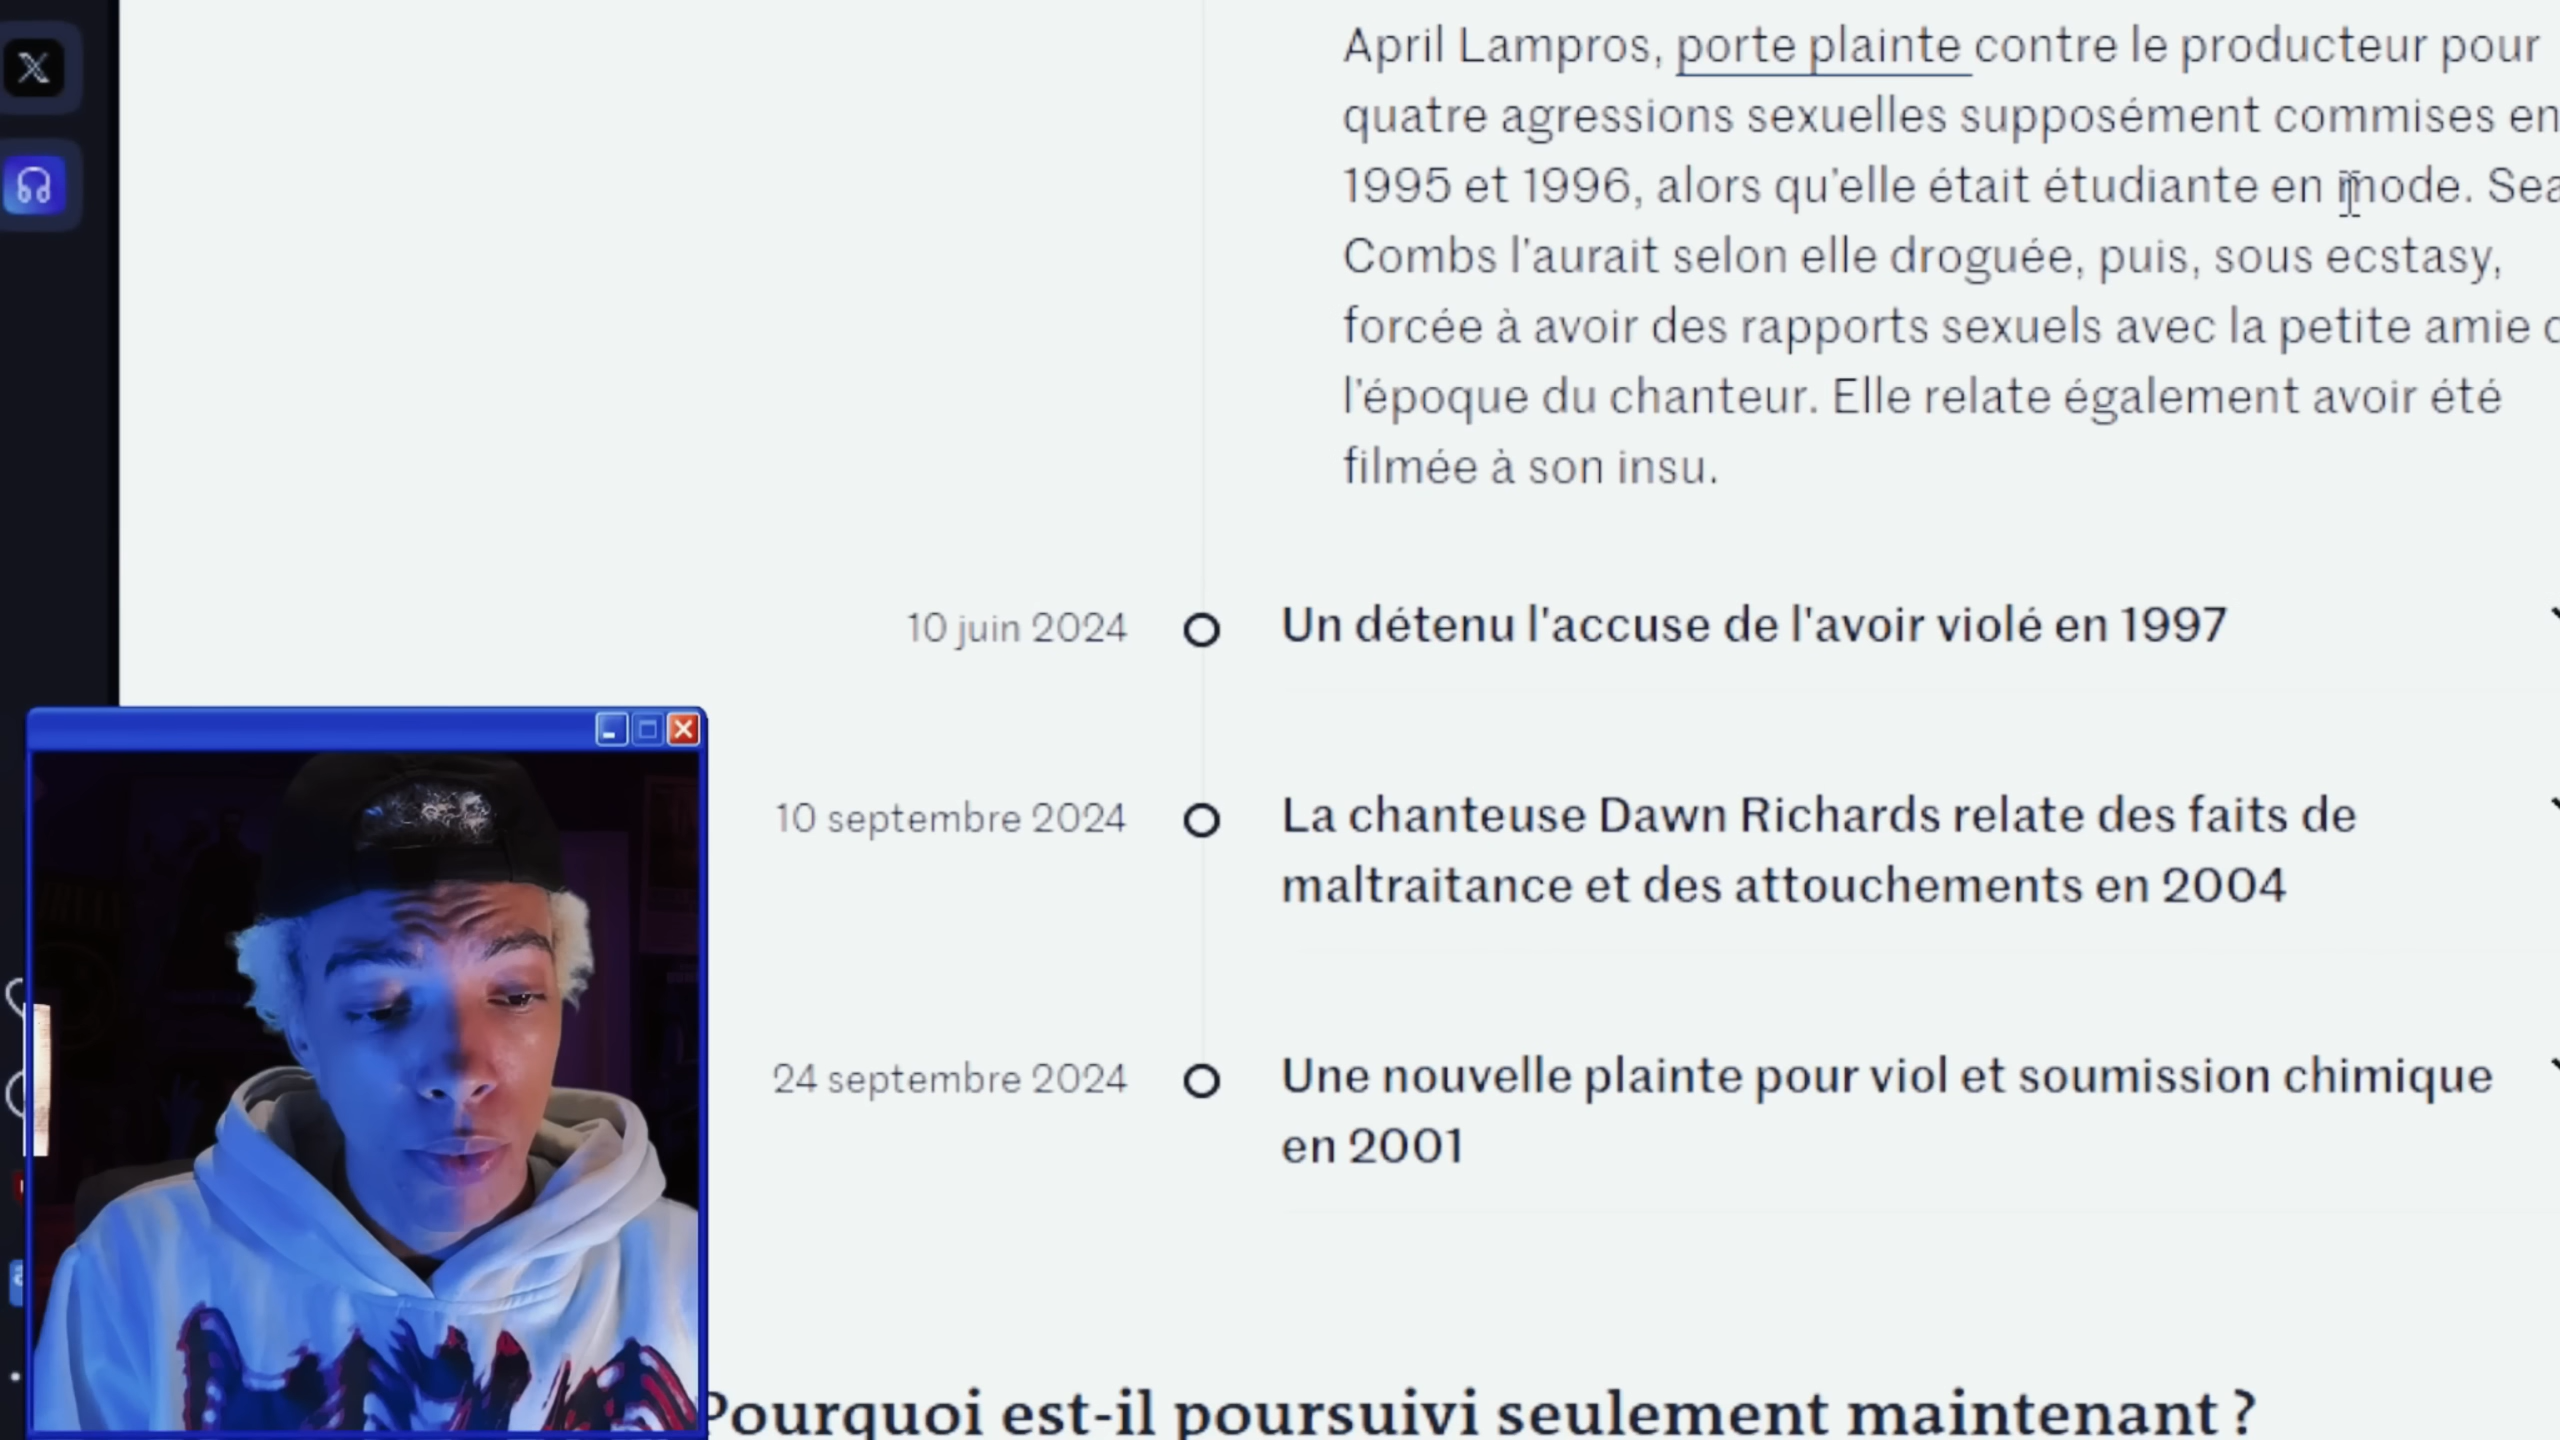 April Lampros, porte plainte contre le producteur pour
quatre agressions sexuelles supposément commises en
1995 et 1996, alors qu'elle était étudiante en mode.
Combs l'aurait selon elle droguée, puis, sous ecstasy,
forcée à avoir des rapports sexuels avec la petite amie
l'époque du chanteur. Elle relate également avoir été
filmée à son insu.
10 juin 2024
Un détenu l'accuse de l'avoir violé en 1997
10 septembre 2024
La chanteuse Dawn Richards relate des faits de
maltraitance et des attouchements en 2004
24 septembre 2024
Une nouvelle plainte pour viol et soumission chimique
en 2001
Pourquoi est-il poursuivi seulement maintenant ?